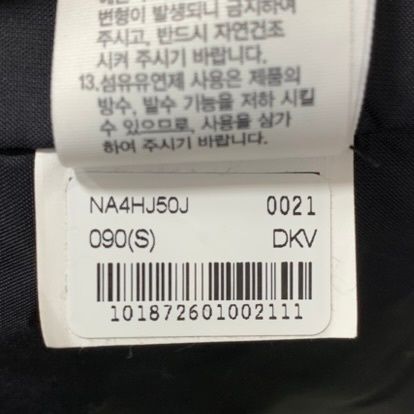 변형이 발생되니 금지하여
주시고, 반드시 자연건조
시켜 주시기 바랍니다.
13.섬유유연제 사용은 제품의
방수, 발수 기능을 저하 시킬
수 있으므로, 사용을 삼가
하여 주시기 바랍니다.
NA4HJ50J 0021
090(S) DKV
101872601002111